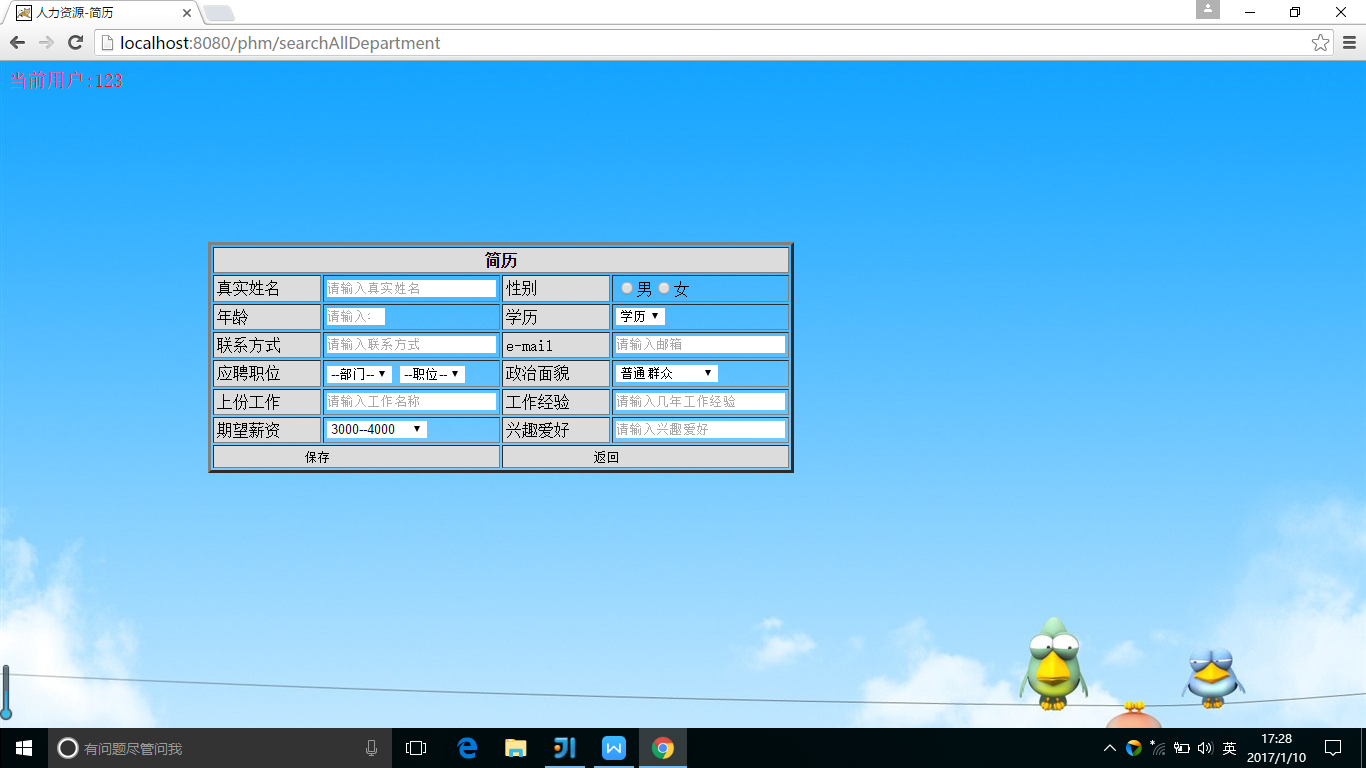 人力资源-简历
localhost:8080/phm/searchAllDepartment
当前用户:123
简历
真实姓名 请输入真实姓名 性别 男 女
年龄 请输入 学历 学历
联系方式 请输入联系方式 e-mail 请输入邮箱
应聘职位 --部门-- --职位-- 政治面貌 普通群众
上份工作 请输入工作名称 工作经验 请输入几年工作经验
期望薪资 3000--4000 兴趣爱好 请输入兴趣爱好
保存 返回
有问题尽管问我 英 17:28
2017/1/10